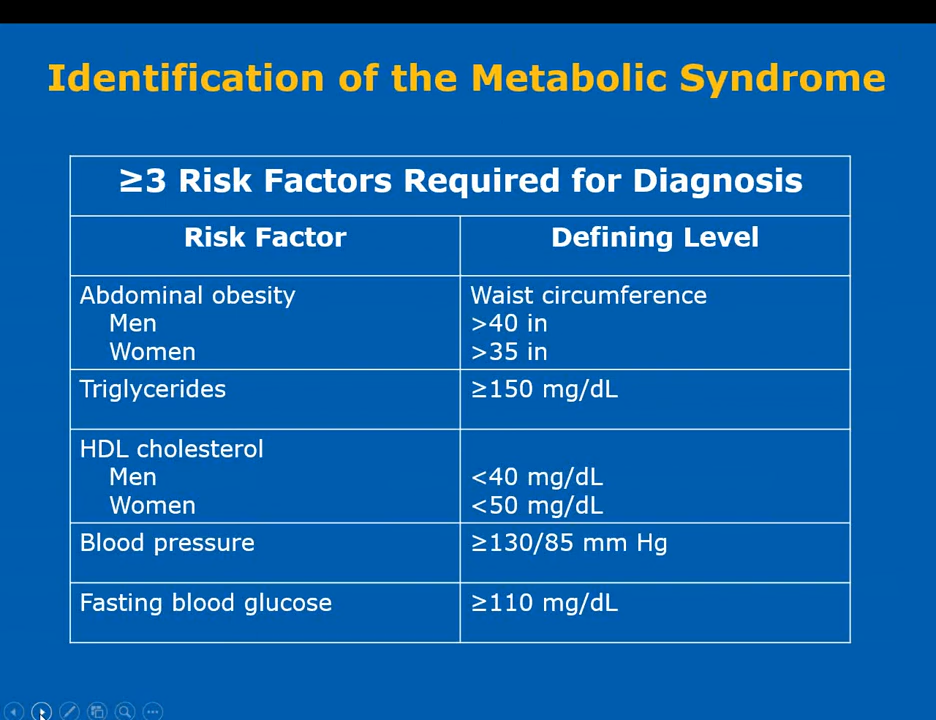 Identification of the Metabolic Syndrome
≥3 Risk Factors Required for Diagnosis
Risk Factor
Defining Level
Abdominal obesity
Men
Women
Waist circumference
>40 in
>35 in
Triglycerides
≥150 mg/dL
HDL cholesterol
Men
Women
<40 mg/dL
<50 mg/dL
Blood pressure
≥130/85 mm Hg
Fasting blood glucose
≥110 mg/dL